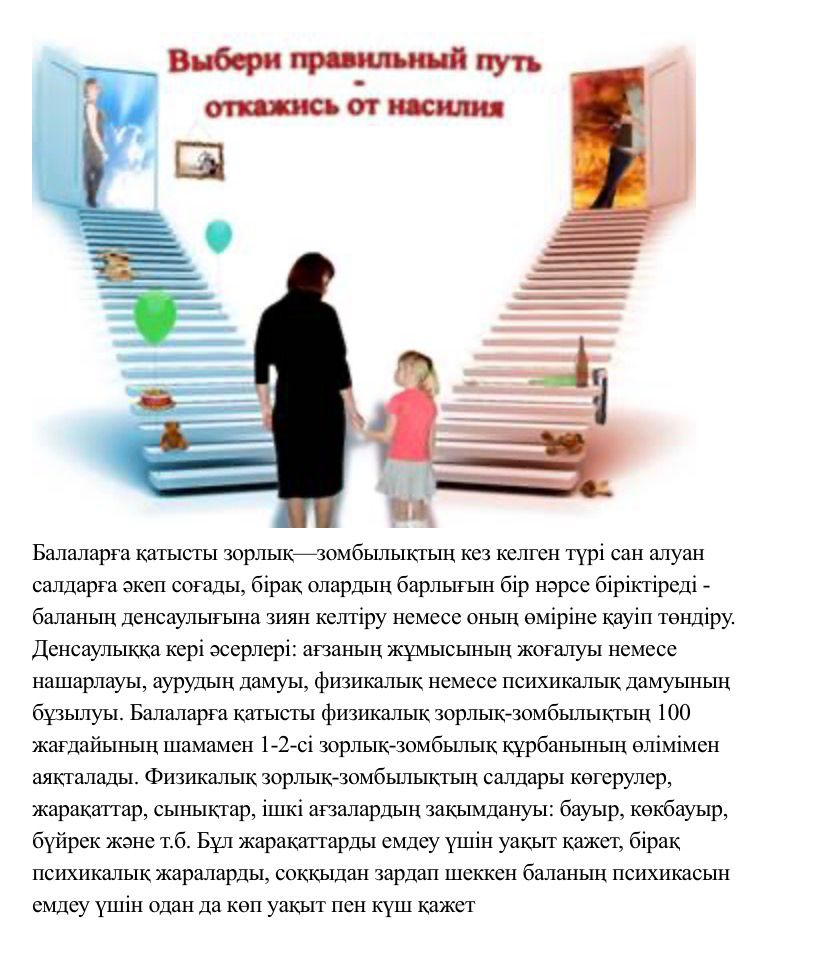 Выбери правильный путь
-
откажись от насилия
Балаларға қатысты зорлық—зомбылықтың кез келген түрі сан алуан
салдарға әкеп соғады, бірақ олардың барлығын бір нәрсе біріктіреді -
баланың денсаулығына зиян келтіру немесе оның өміріне қауіп төндіру.
Денсаулыққа кері әсерлері: ағзаның жұмысының жоғалуы немесе
нашарлауы, аурудың дамуы, физикалық немесе психикалық дамуының
бұзылуы. Балаларға қатысты физикалық зорлық-зомбылықтың 100
жағдайының шамамен 1-2-сі зорлық-зомбылық құрбанының өлімімен
аяқталады. Физикалық зорлық-зомбылықтың салдары көгерулер,
жарақаттар, сынықтар, ішкі ағзалардың зақымдануы: бауыр, көкбауыр,
бүйрек және т.б. Бұл жарақаттарды емдеу үшін уақыт қажет, бірақ
психикалық жараларды, соққыдан зардап шеккен баланың психикасын
емдеу үшін одан да көп уақыт пен күш қажет